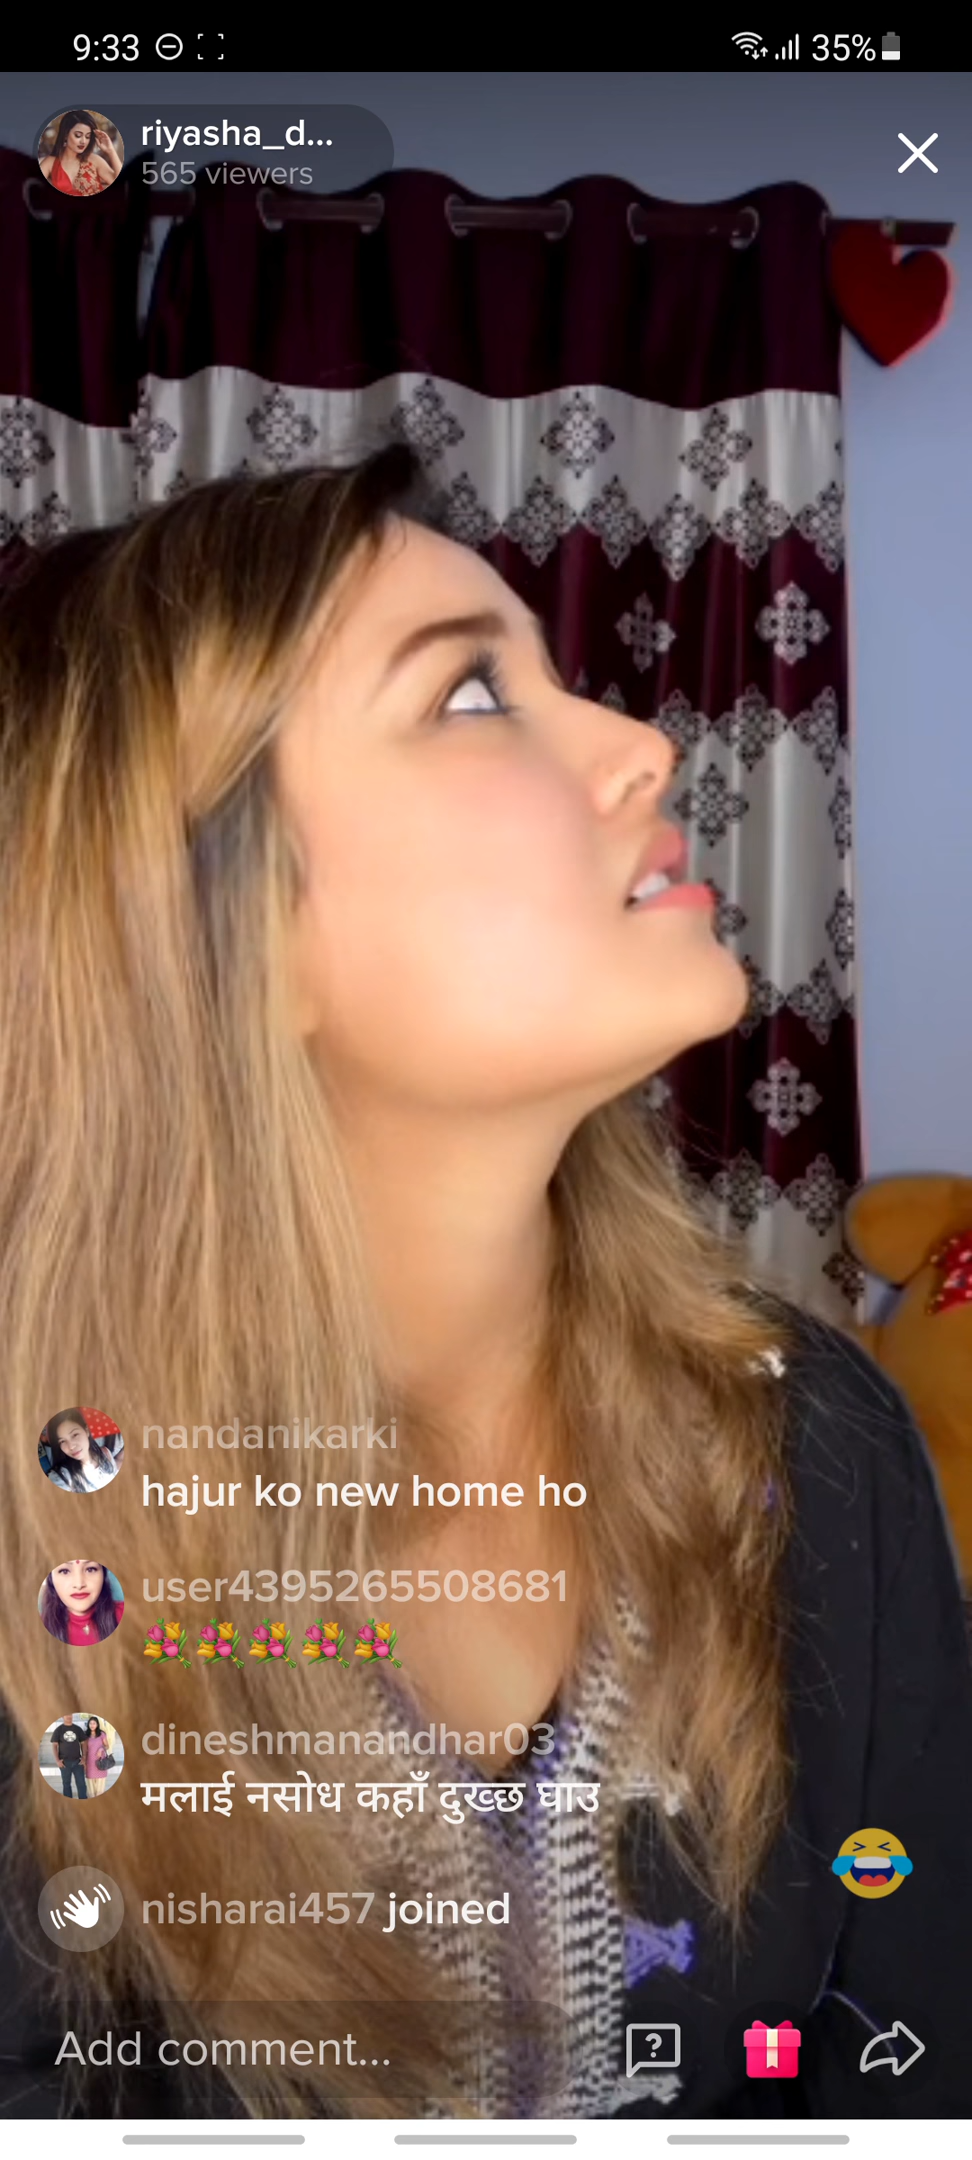 9:33
35%
riyasha_d...
565 viewers
nandanikarki
hajur ko new home ho
user4395265508681
💐💐💐💐💐
dineshmanandhar03
मलाई नसोध कहाँ दुख्छ घाउ
nisharai457 joined
Add comment...